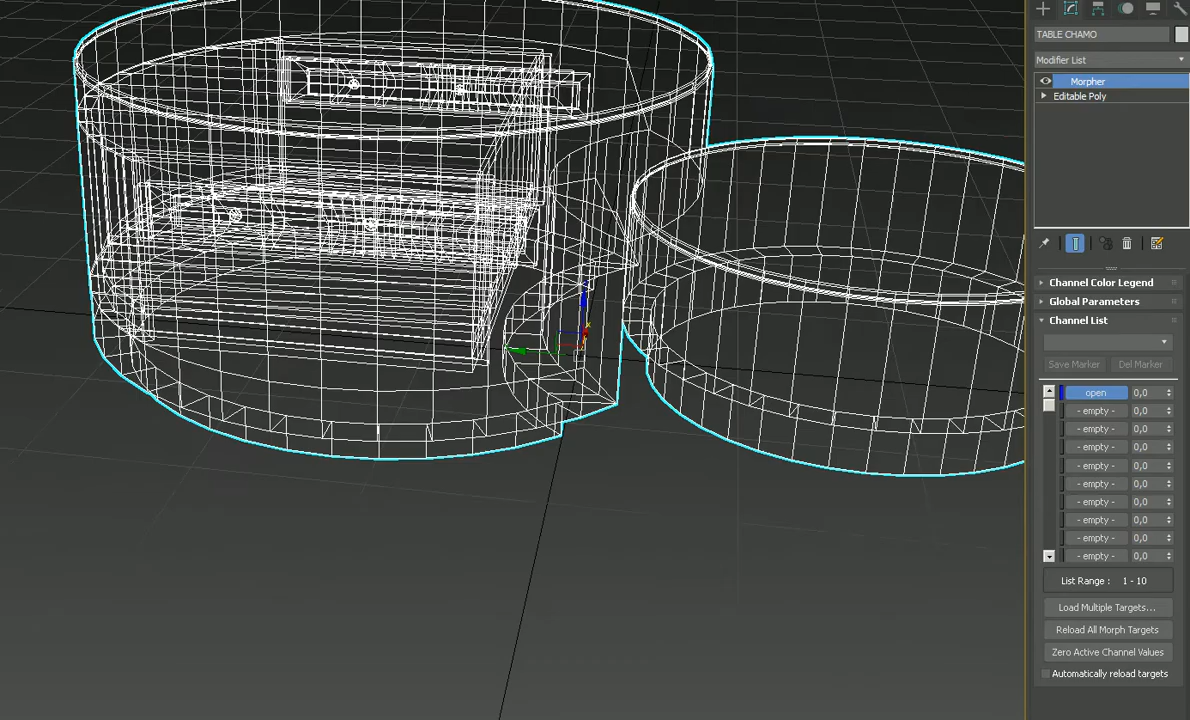 TABLE CHAMO
Modifier List
Morpher
Editable Poly
Channel Color Legend
Global Parameters
Channel List
Save Marker Del Marker
open 0,0
- empty - 0,0
- empty - 0,0
- empty - 0,0
- empty - 0,0
- empty - 0,0
- empty - 0,0
- empty - 0,0
- empty - 0,0
- empty - 0,0
List Range : 1 - 10
Load Multiple Targets...
Reload All Morph Targets
Zero Active Channel Values
Automatically reload targets